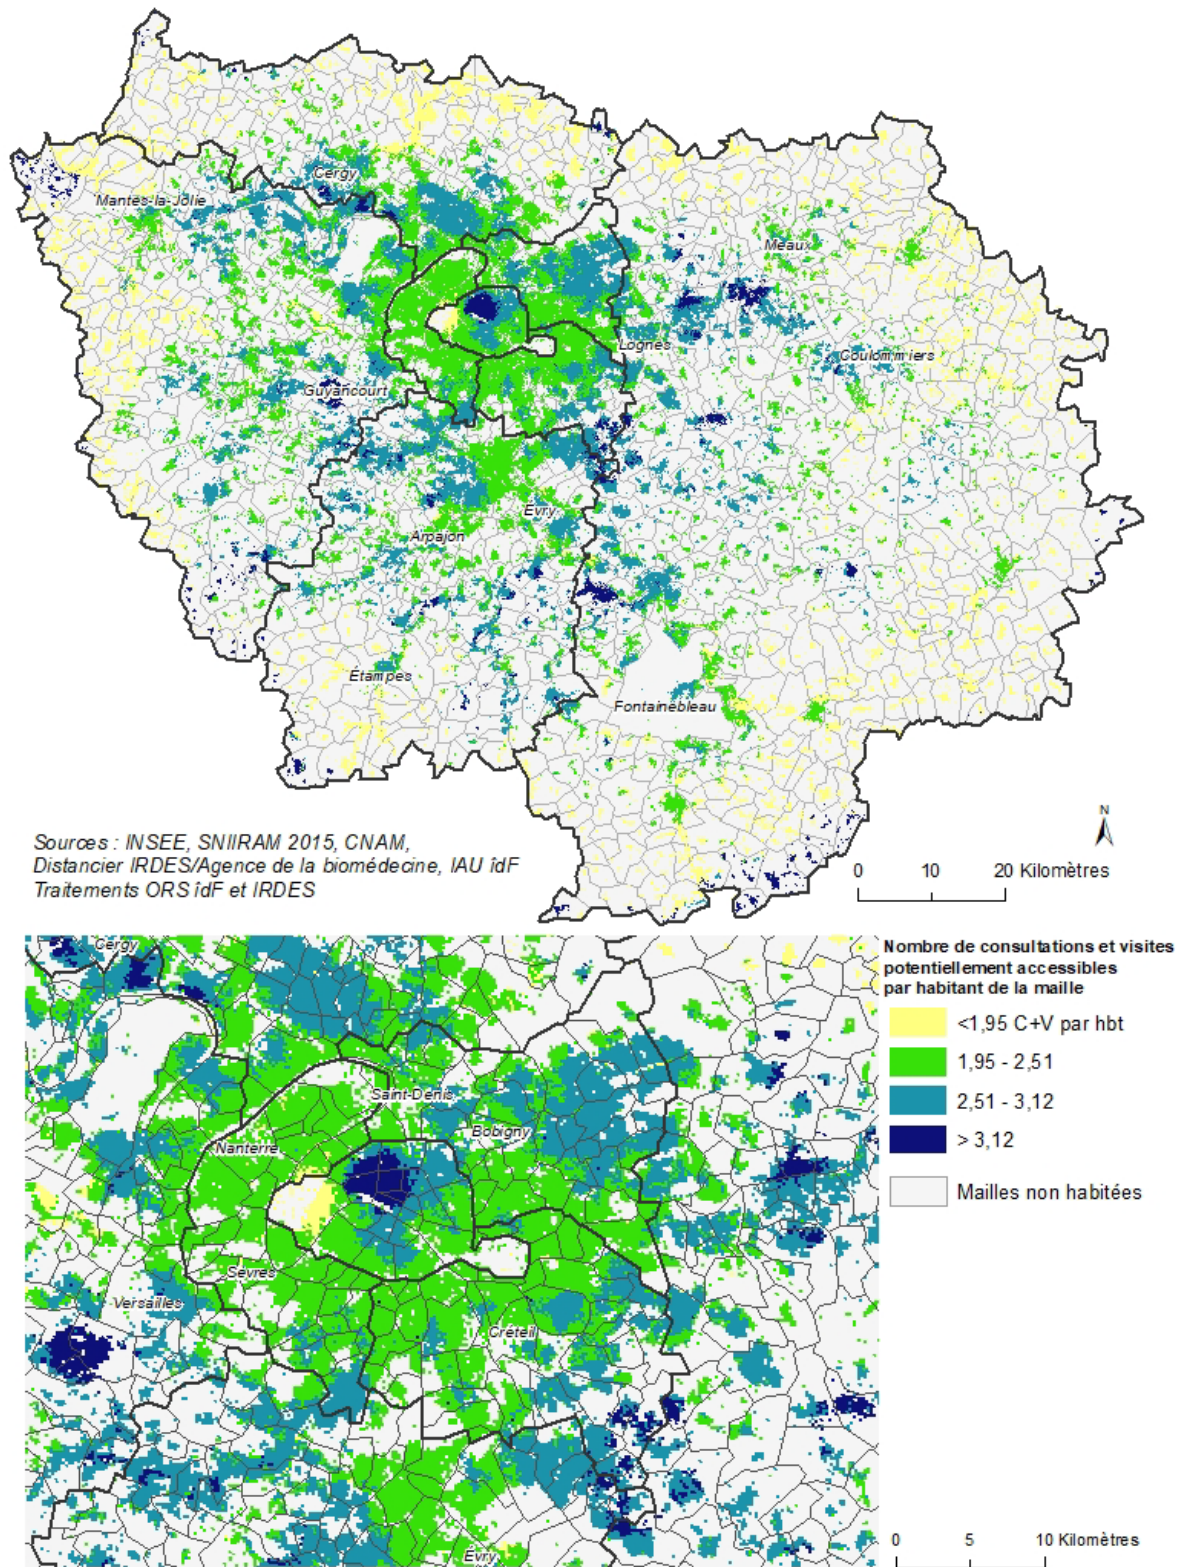 Cergy
Mantes-la-Jolie
Meaux
Lognes
Coulommiers
Guyancourt
Évry
Arpajon
Étampes
Fontainebleau
Sources : INSEE, SNIIRAM 2015, CNAM,
Distancier IRDES/Agence de la biomédecine, IAU îdF
Traitements ORS îdF et IRDES
N
0 10 20 Kilomètres
Cergy
Saint-Denis
Bobigny
Nanterre
Sèvres
Versailles
Créteil
Évry
Nombre de consultations et visites
potentiellement accessibles
par habitant de la maille
<1,95 C+V par hbt
1,95 - 2,51
2,51 - 3,12
> 3,12
Mailles non habitées
0 5 10 Kilomètres